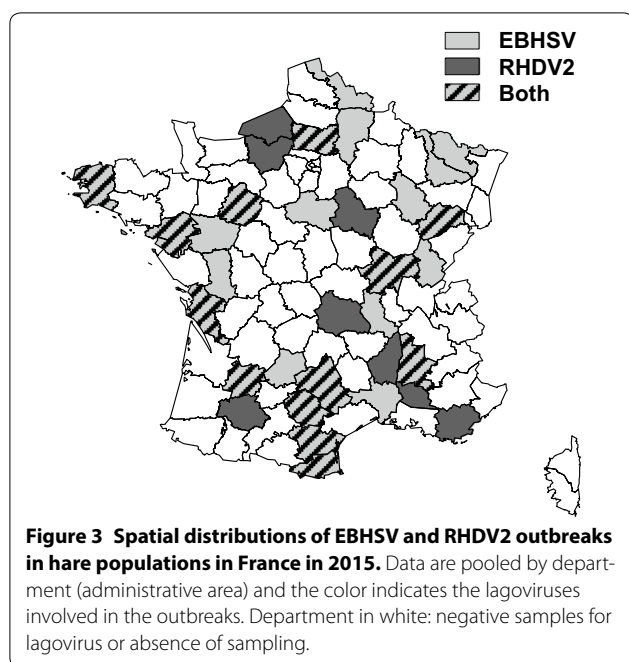 EBHSV
RHDV2
Both
Figure 3 Spatial distributions of EBHSV and RHDV2 outbreaks
in hare populations in France in 2015. Data are pooled by depart-
ment (administrative area) and the color indicates the lagoviruses
involved in the outbreaks. Department in white: negative samples for
lagovirus or absence of sampling.